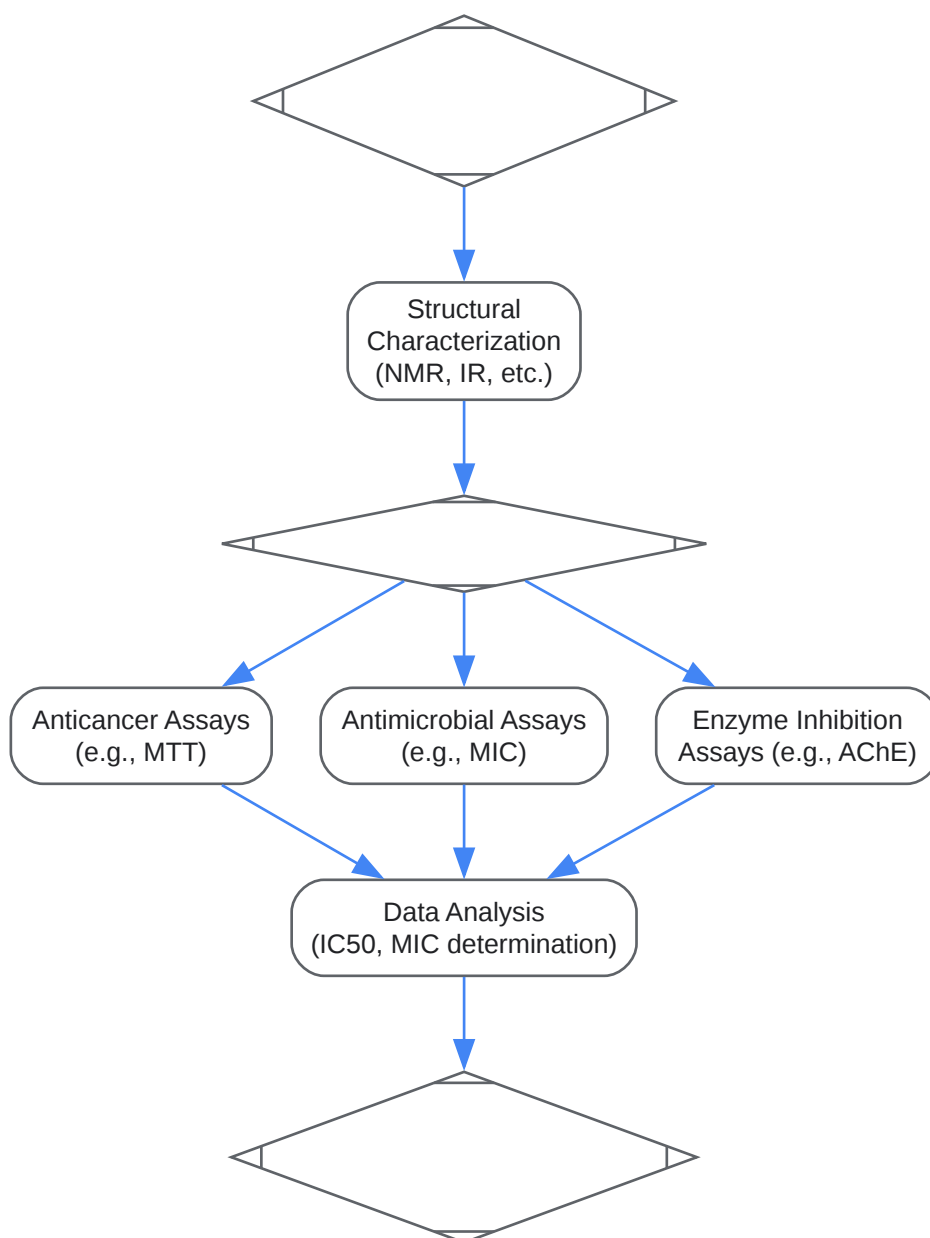 Structural
Characterization
(NMR, IR, etc.)
Anticancer Assays
(e.g., MTT)
Antimicrobial Assays
(e.g., MIC)
Enzyme Inhibition
Assays (e.g., AChE)
Data Analysis
(IC50, MIC determination)